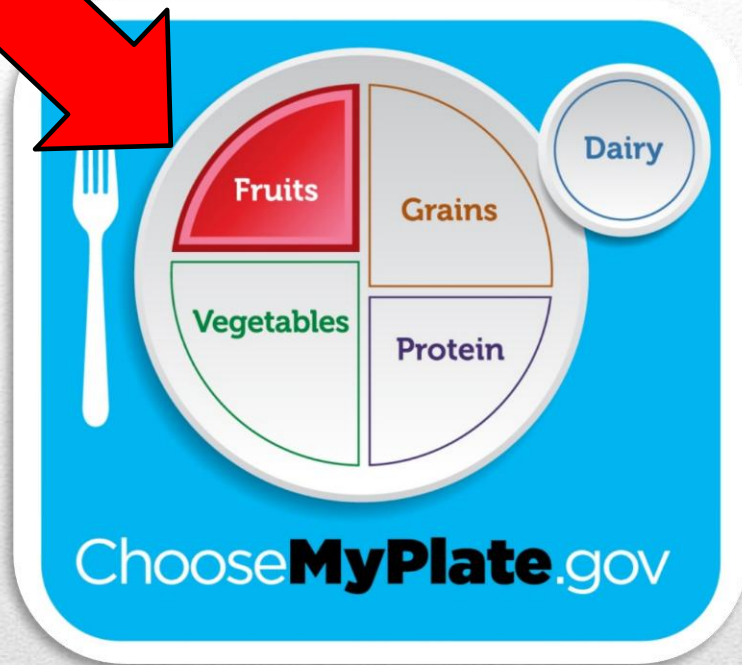 Dairy
Fruits
Grains
Vegetables
Protein
ChooseMyPlate.gov